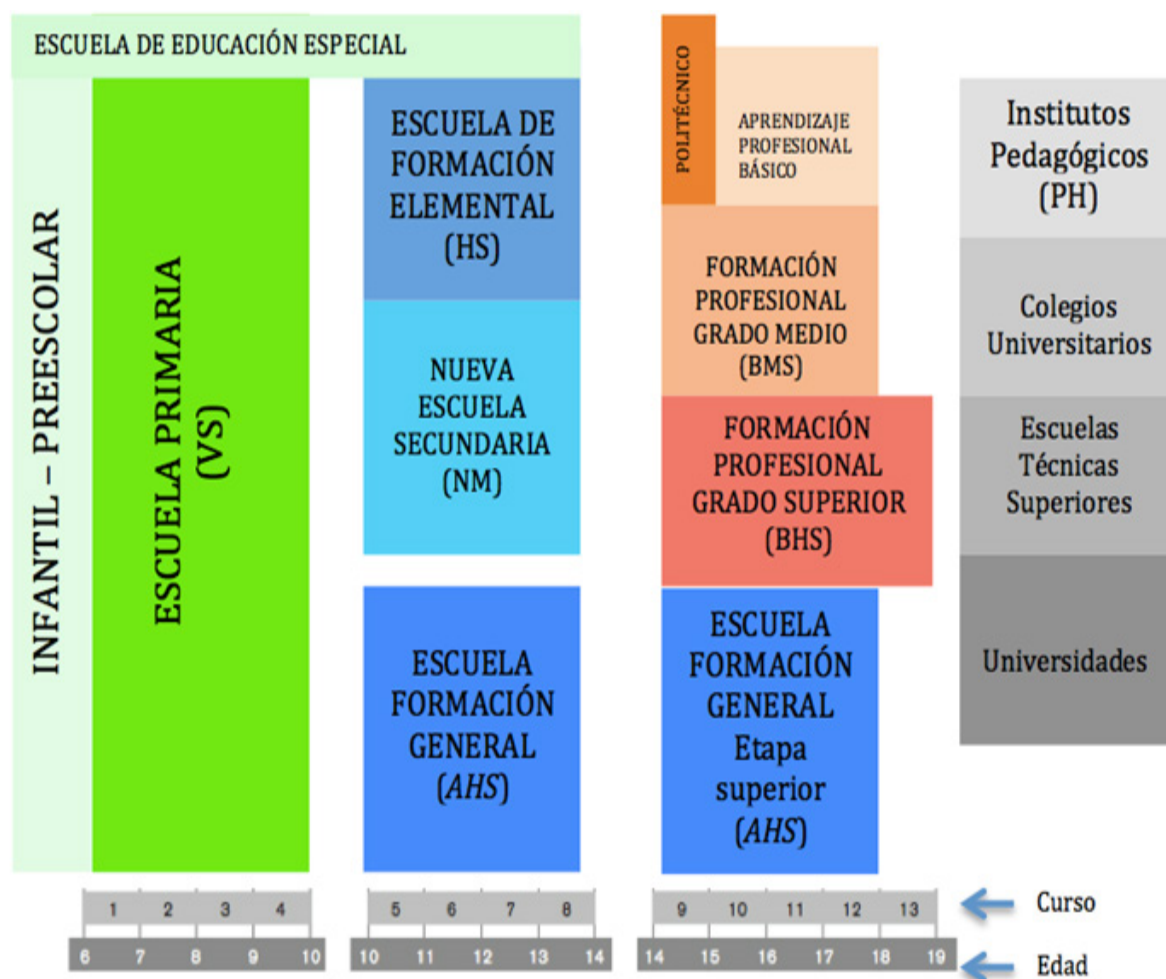 ESCUELA DE EDUCACIÓN ESPECIAL
INFANTIL – PREESCOLAR
ESCUELA PRIMARIA
(VS)
ESCUELA DE
FORMACIÓN
ELEMENTAL
(HS)
NUEVA
ESCUELA
SECUNDARIA
(NM)
ESCUELA
FORMACIÓN
GENERAL
(AHS)
POLITÉCNICO
APRENDIZAJE
PROFESIONAL
BÁSICO
FORMACIÓN
PROFESIONAL
GRADO MEDIO
(BMS)
FORMACIÓN
PROFESIONAL
GRADO SUPERIOR
(BHS)
ESCUELA
FORMACIÓN
GENERAL
Etapa
superior
(AHS)
Institutos
Pedagógicos
(PH)
Colegios
Universitarios
Escuelas
Técnicas
Superiores
Universidades
1 2 3 4 5 6 7 8 9 10 11 12 13 Curso
6 7 8 9 10 10 11 12 13 14 14 15 16 17 18 19 Edad